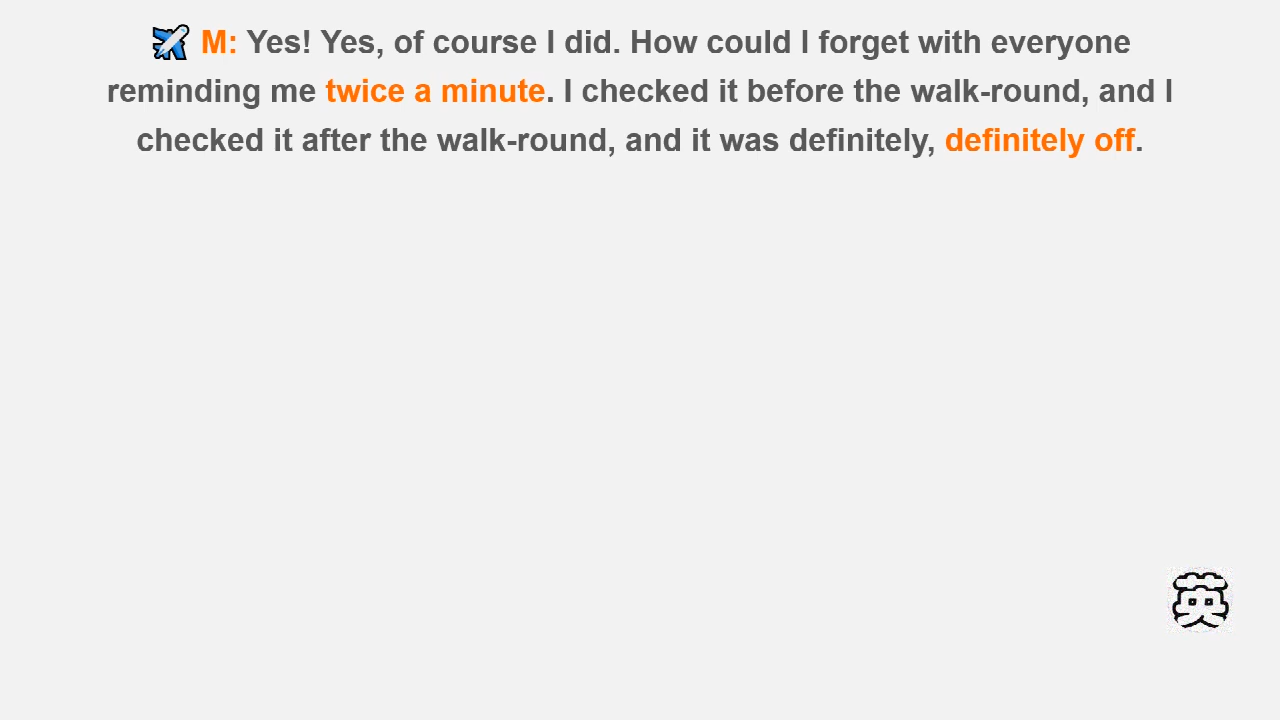 ✈️ M: Yes! Yes, of course I did. How could I forget with everyone
reminding me twice a minute. I checked it before the walk-round, and I
checked it after the walk-round, and it was definitely, definitely off.
英